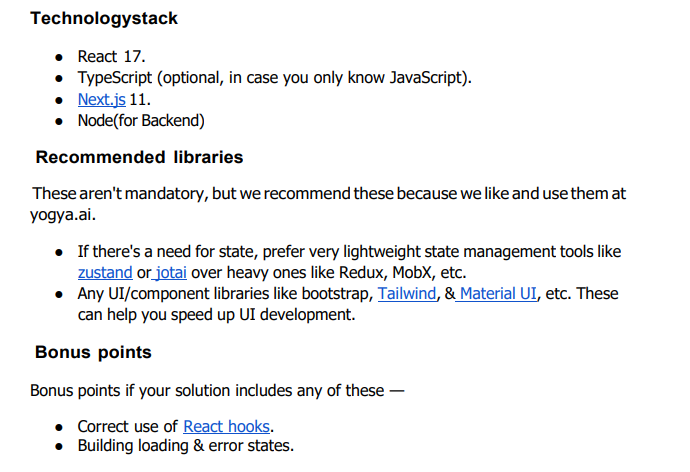 Technologystack
● React 17.
● TypeScript (optional, in case you only know JavaScript).
● Next.js 11.
● Node(for Backend)
Recommended libraries
These aren't mandatory, but we recommend these because we like and use them at
yogya.ai.
● If there's a need for state, prefer very lightweight state management tools like
zustand or jotai over heavy ones like Redux, MobX, etc.
● Any UI/component libraries like bootstrap, Tailwind, & Material UI, etc. These
can help you speed up UI development.
Bonus points
Bonus points if your solution includes any of these —
● Correct use of React hooks.
● Building loading & error states.